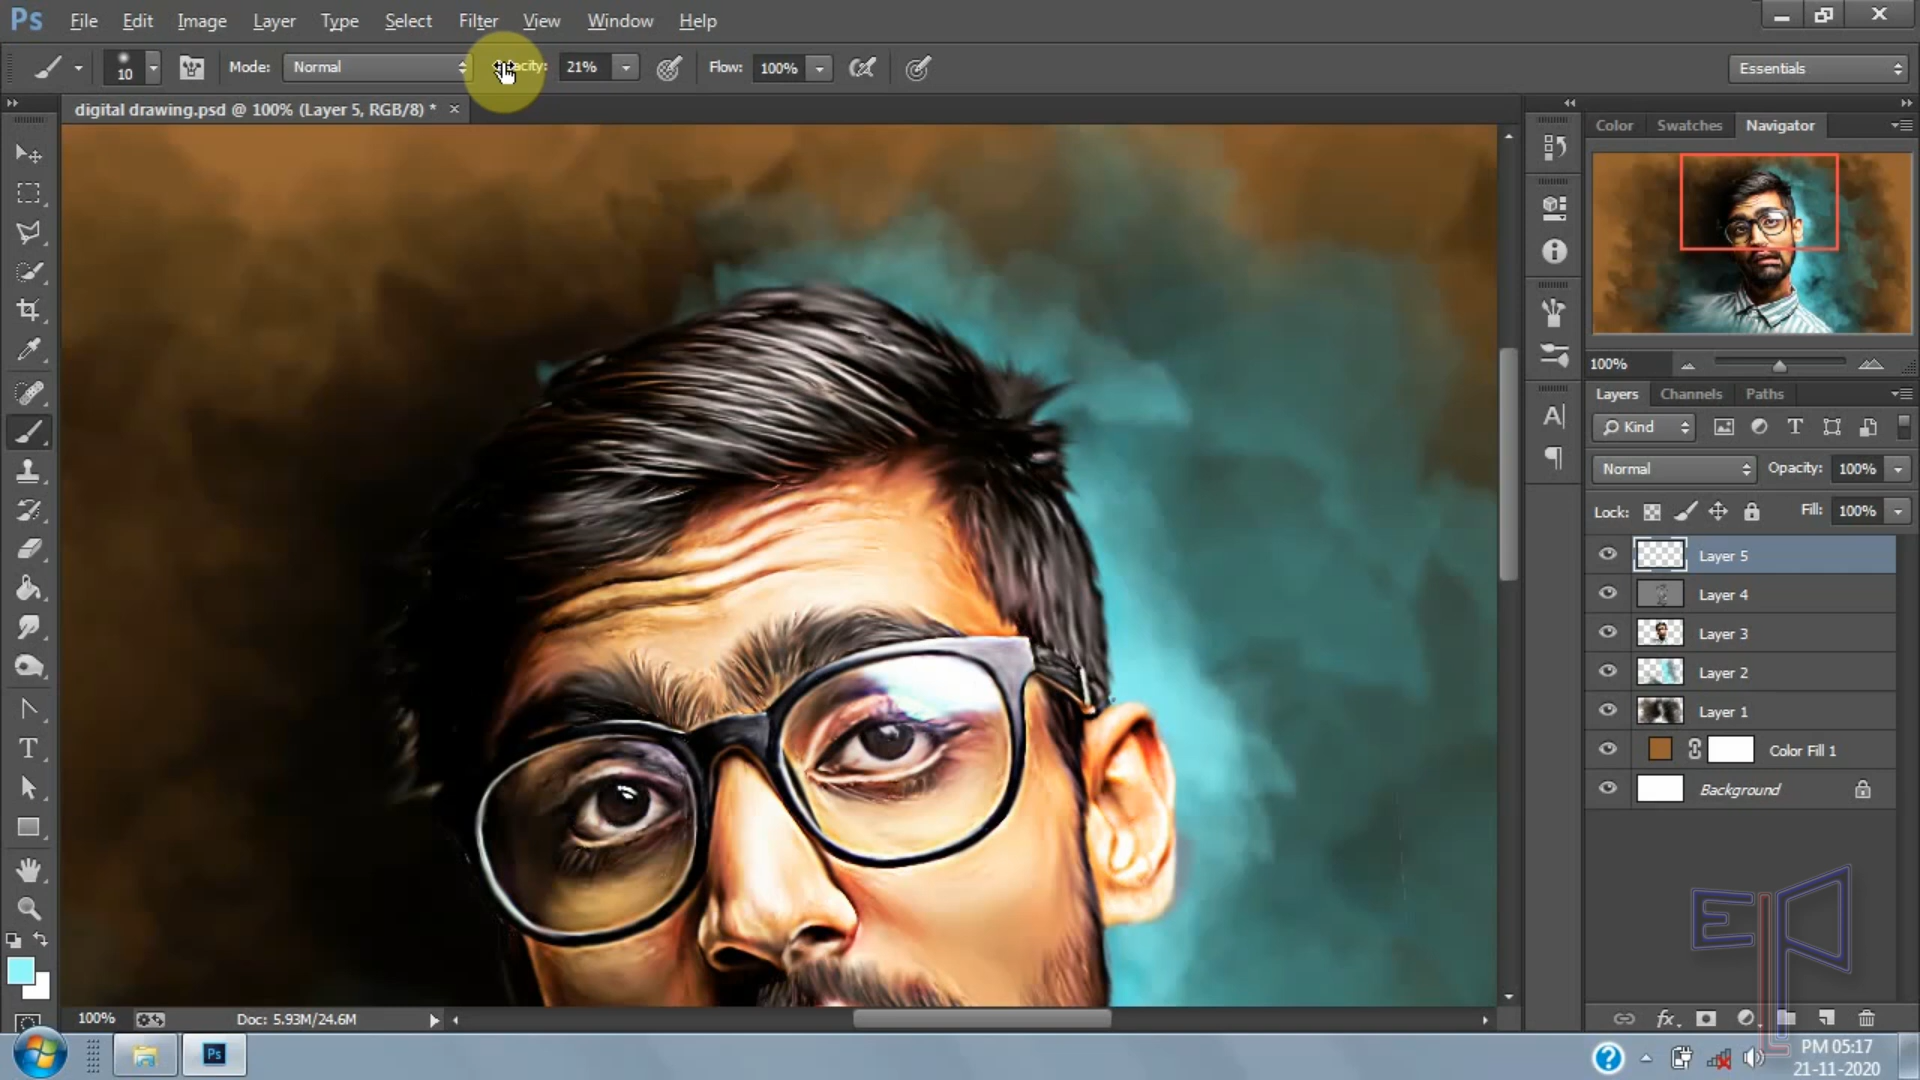 Ps File Edit Image Layer Type Select Filter View Window Help
10 Mode: Normal Opacity: 21% Flow: 100% Essentials
digital drawing.psd @ 100% (Layer 5, RGB/8) *
Color Swatches Navigator
100%
Layers Channels Paths
Kind
Normal Opacity: 100%
Lock: Fill: 100%
Layer 5
Layer 4
Layer 3
Layer 2
Layer 1
Color Fill 1
Background
100% Doc: 5.93M/24.6M
Ps
PM 05:17
21-11-2020